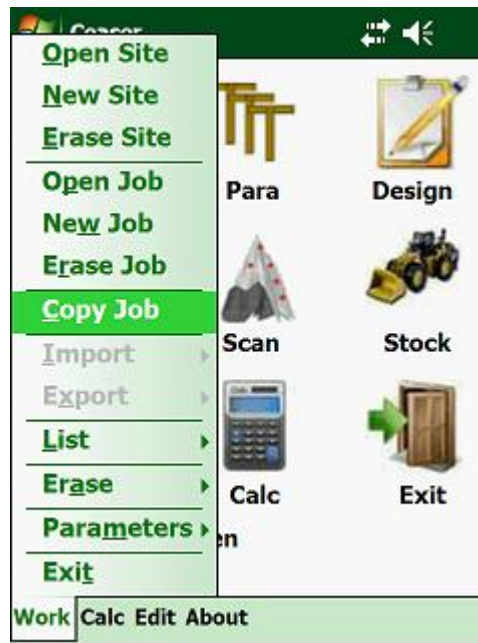 Ceaser
Open Site
New Site
Erase Site
Open Job
New Job
Erase Job
Copy Job
Import
Export
List
Erase
Parameters
Exit
Para
Design
Scan
Stock
Calc
Exit
en
Work Calc Edit About